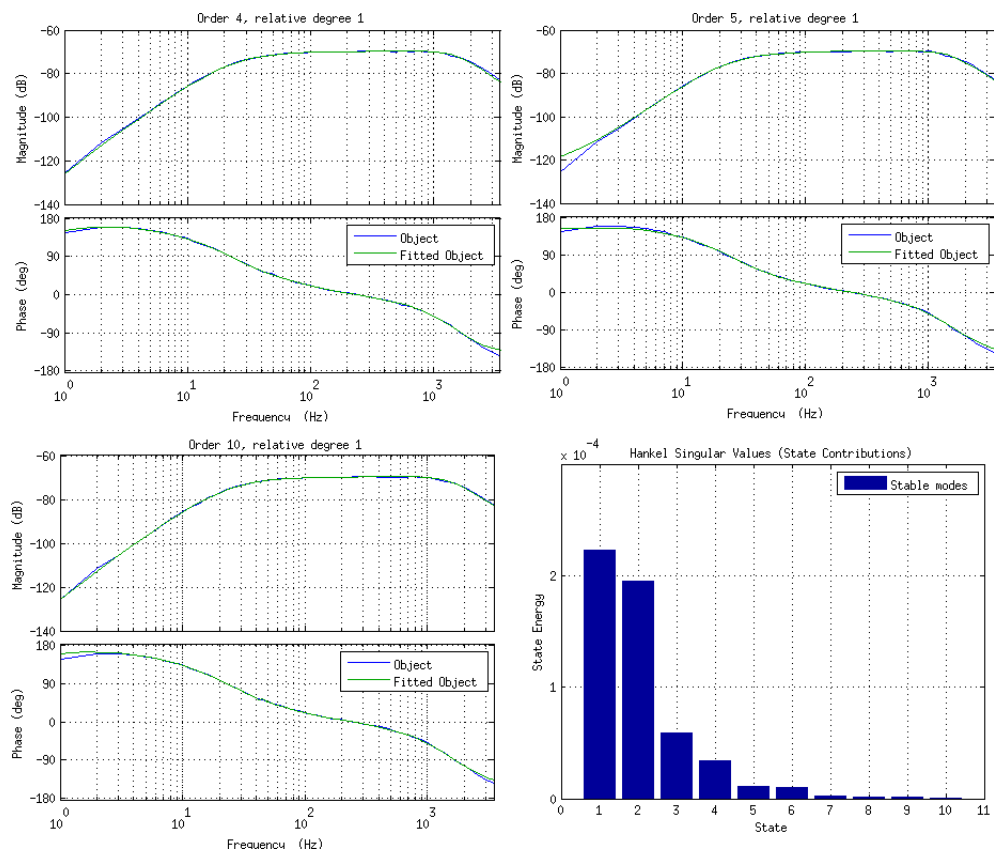 Order 4, relative degree 1
-60
-80
-100
-120
-140
Magnitude (dB)
180
90
0
-90
-180
Phase (deg)
Object
Fitted Object
10^0
10^1
10^2
10^3
Frequency (Hz)
Order 5, relative degree 1
-60
-80
-100
-120
-140
Magnitude (dB)
180
90
0
-90
-180
Phase (deg)
Object
Fitted Object
10^0
10^1
10^2
10^3
Frequency (Hz)
Order 10, relative degree 1
-60
-80
-100
-120
-140
Magnitude (dB)
180
90
0
-90
-180
Phase (deg)
Object
Fitted Object
10^0
10^1
10^2
10^3
Frequency (Hz)
x 10^-4
Hankel Singular Values (State Contributions)
Stable modes
2
1
0
State Energy
0 1 2 3 4 5 6 7 8 9 10 11
State